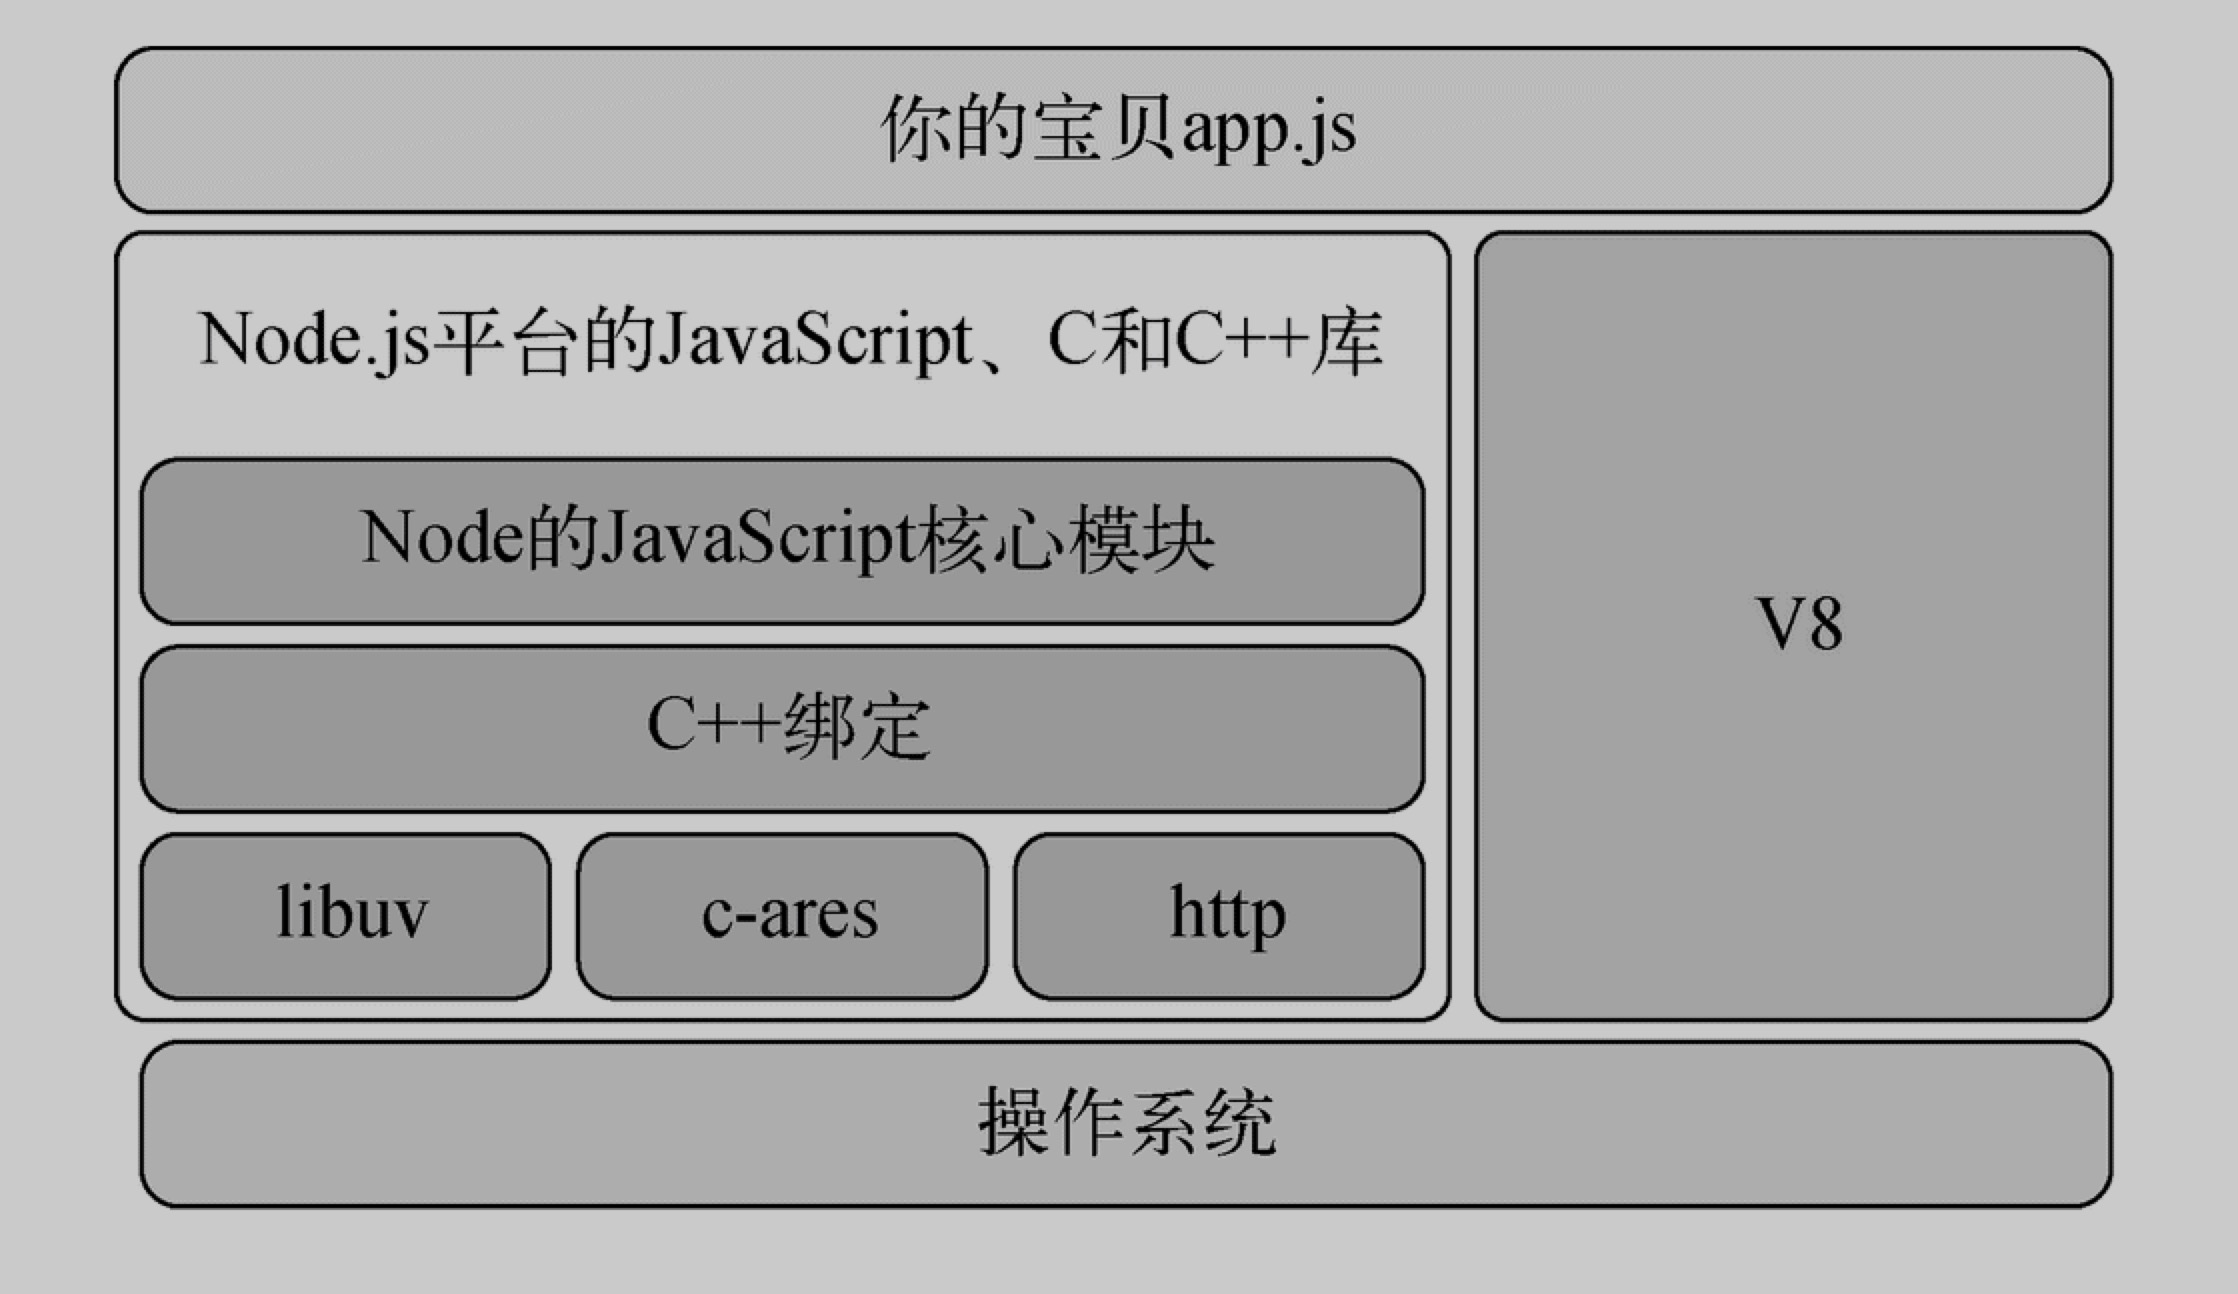 你的宝贝app.js
Node.js平台的JavaScript、C和C++库
Node的JavaScript核心模块
C++绑定
libuv
c-ares
http
V8
操作系统